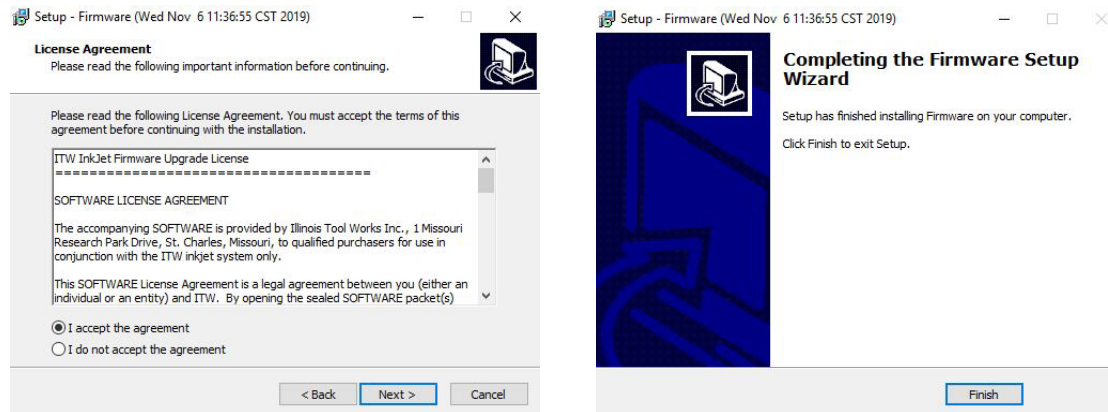 Setup - Firmware (Wed Nov 6 11:36:55 CST 2019)
License Agreement
Please read the following important information before continuing.
Please read the following License Agreement. You must accept the terms of this
agreement before continuing with the installation.
ITW InkJet Firmware Upgrade License
=====================================
SOFTWARE LICENSE AGREEMENT
The accompanying SOFTWARE is provided by Illinois Tool Works Inc., 1 Missouri
Research Park Drive, St. Charles, Missouri, to qualified purchasers for use in
conjunction with the ITW inkjet system only.
This SOFTWARE License Agreement is a legal agreement between you (either an
individual or an entity) and ITW. By opening the sealed SOFTWARE packet(s)
I accept the agreement
I do not accept the agreement
< Back Next > Cancel
Setup - Firmware (Wed Nov 6 11:36:55 CST 2019)
Completing the Firmware Setup
Wizard
Setup has finished installing Firmware on your computer.
Click Finish to exit Setup.
Finish